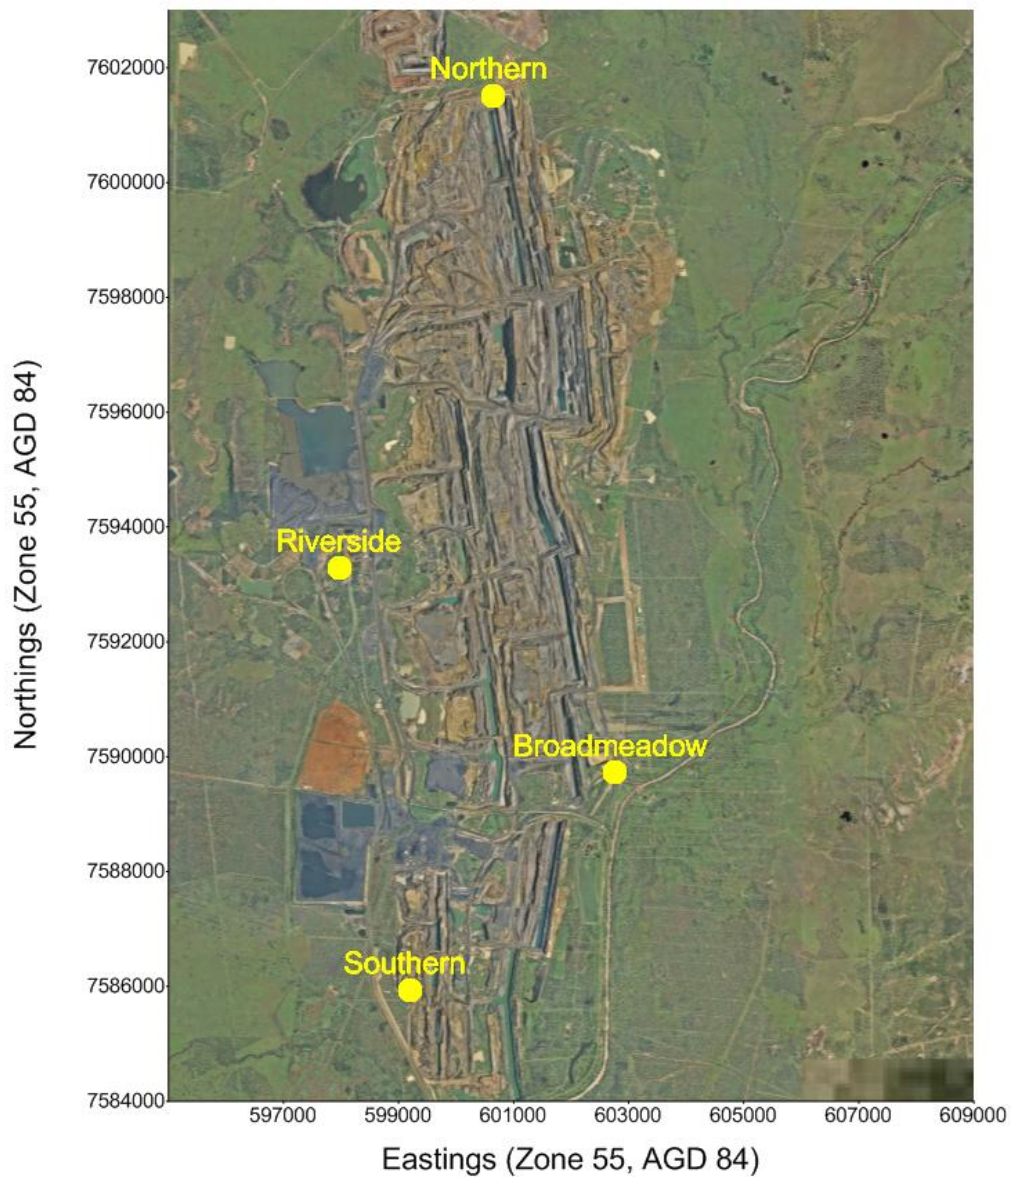 7602000
Northern
7600000
7598000
7596000
7594000
Riverside
7592000
Broadmeadow
7590000
7588000
Southern
7586000
7584000
597000 599000 601000 603000 605000 607000 609000
Northings (Zone 55, AGD 84)
Eastings (Zone 55, AGD 84)